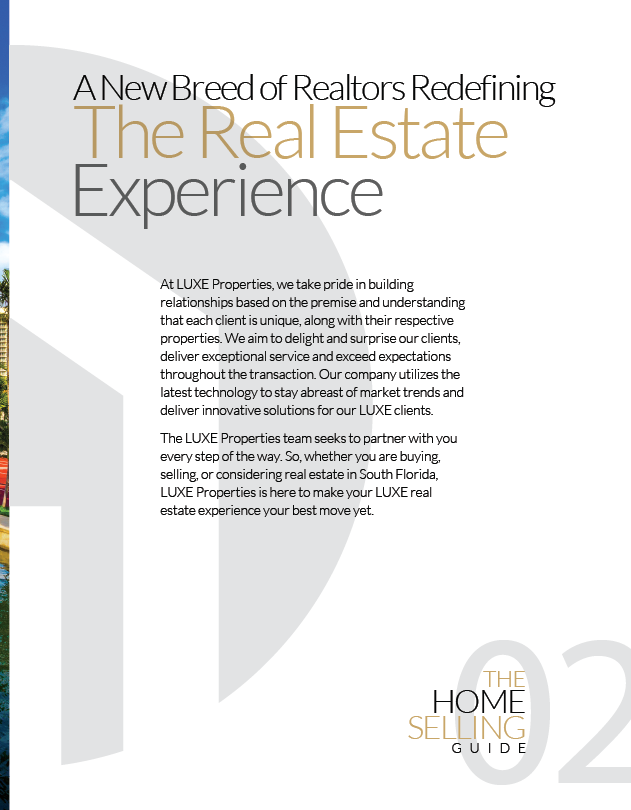 A New Breed of Realtors Redefining
The Real Estate
Experience
At LUXE Properties, we take pride in building
relationships based on the premise and understanding
that each client is unique, along with their respective
properties. We aim to delight and surprise our clients,
deliver exceptional service and exceed expectations
throughout the transaction. Our company utilizes the
latest technology to stay abreast of market trends and
deliver innovative solutions for our LUXE clients.
The LUXE Properties team seeks to partner with you
every step of the way. So, whether you are buying,
selling, or considering real estate in South Florida,
LUXE Properties is here to make your LUXE real
estate experience your best move yet.
02
THE
HOME
SELLING
GUIDE